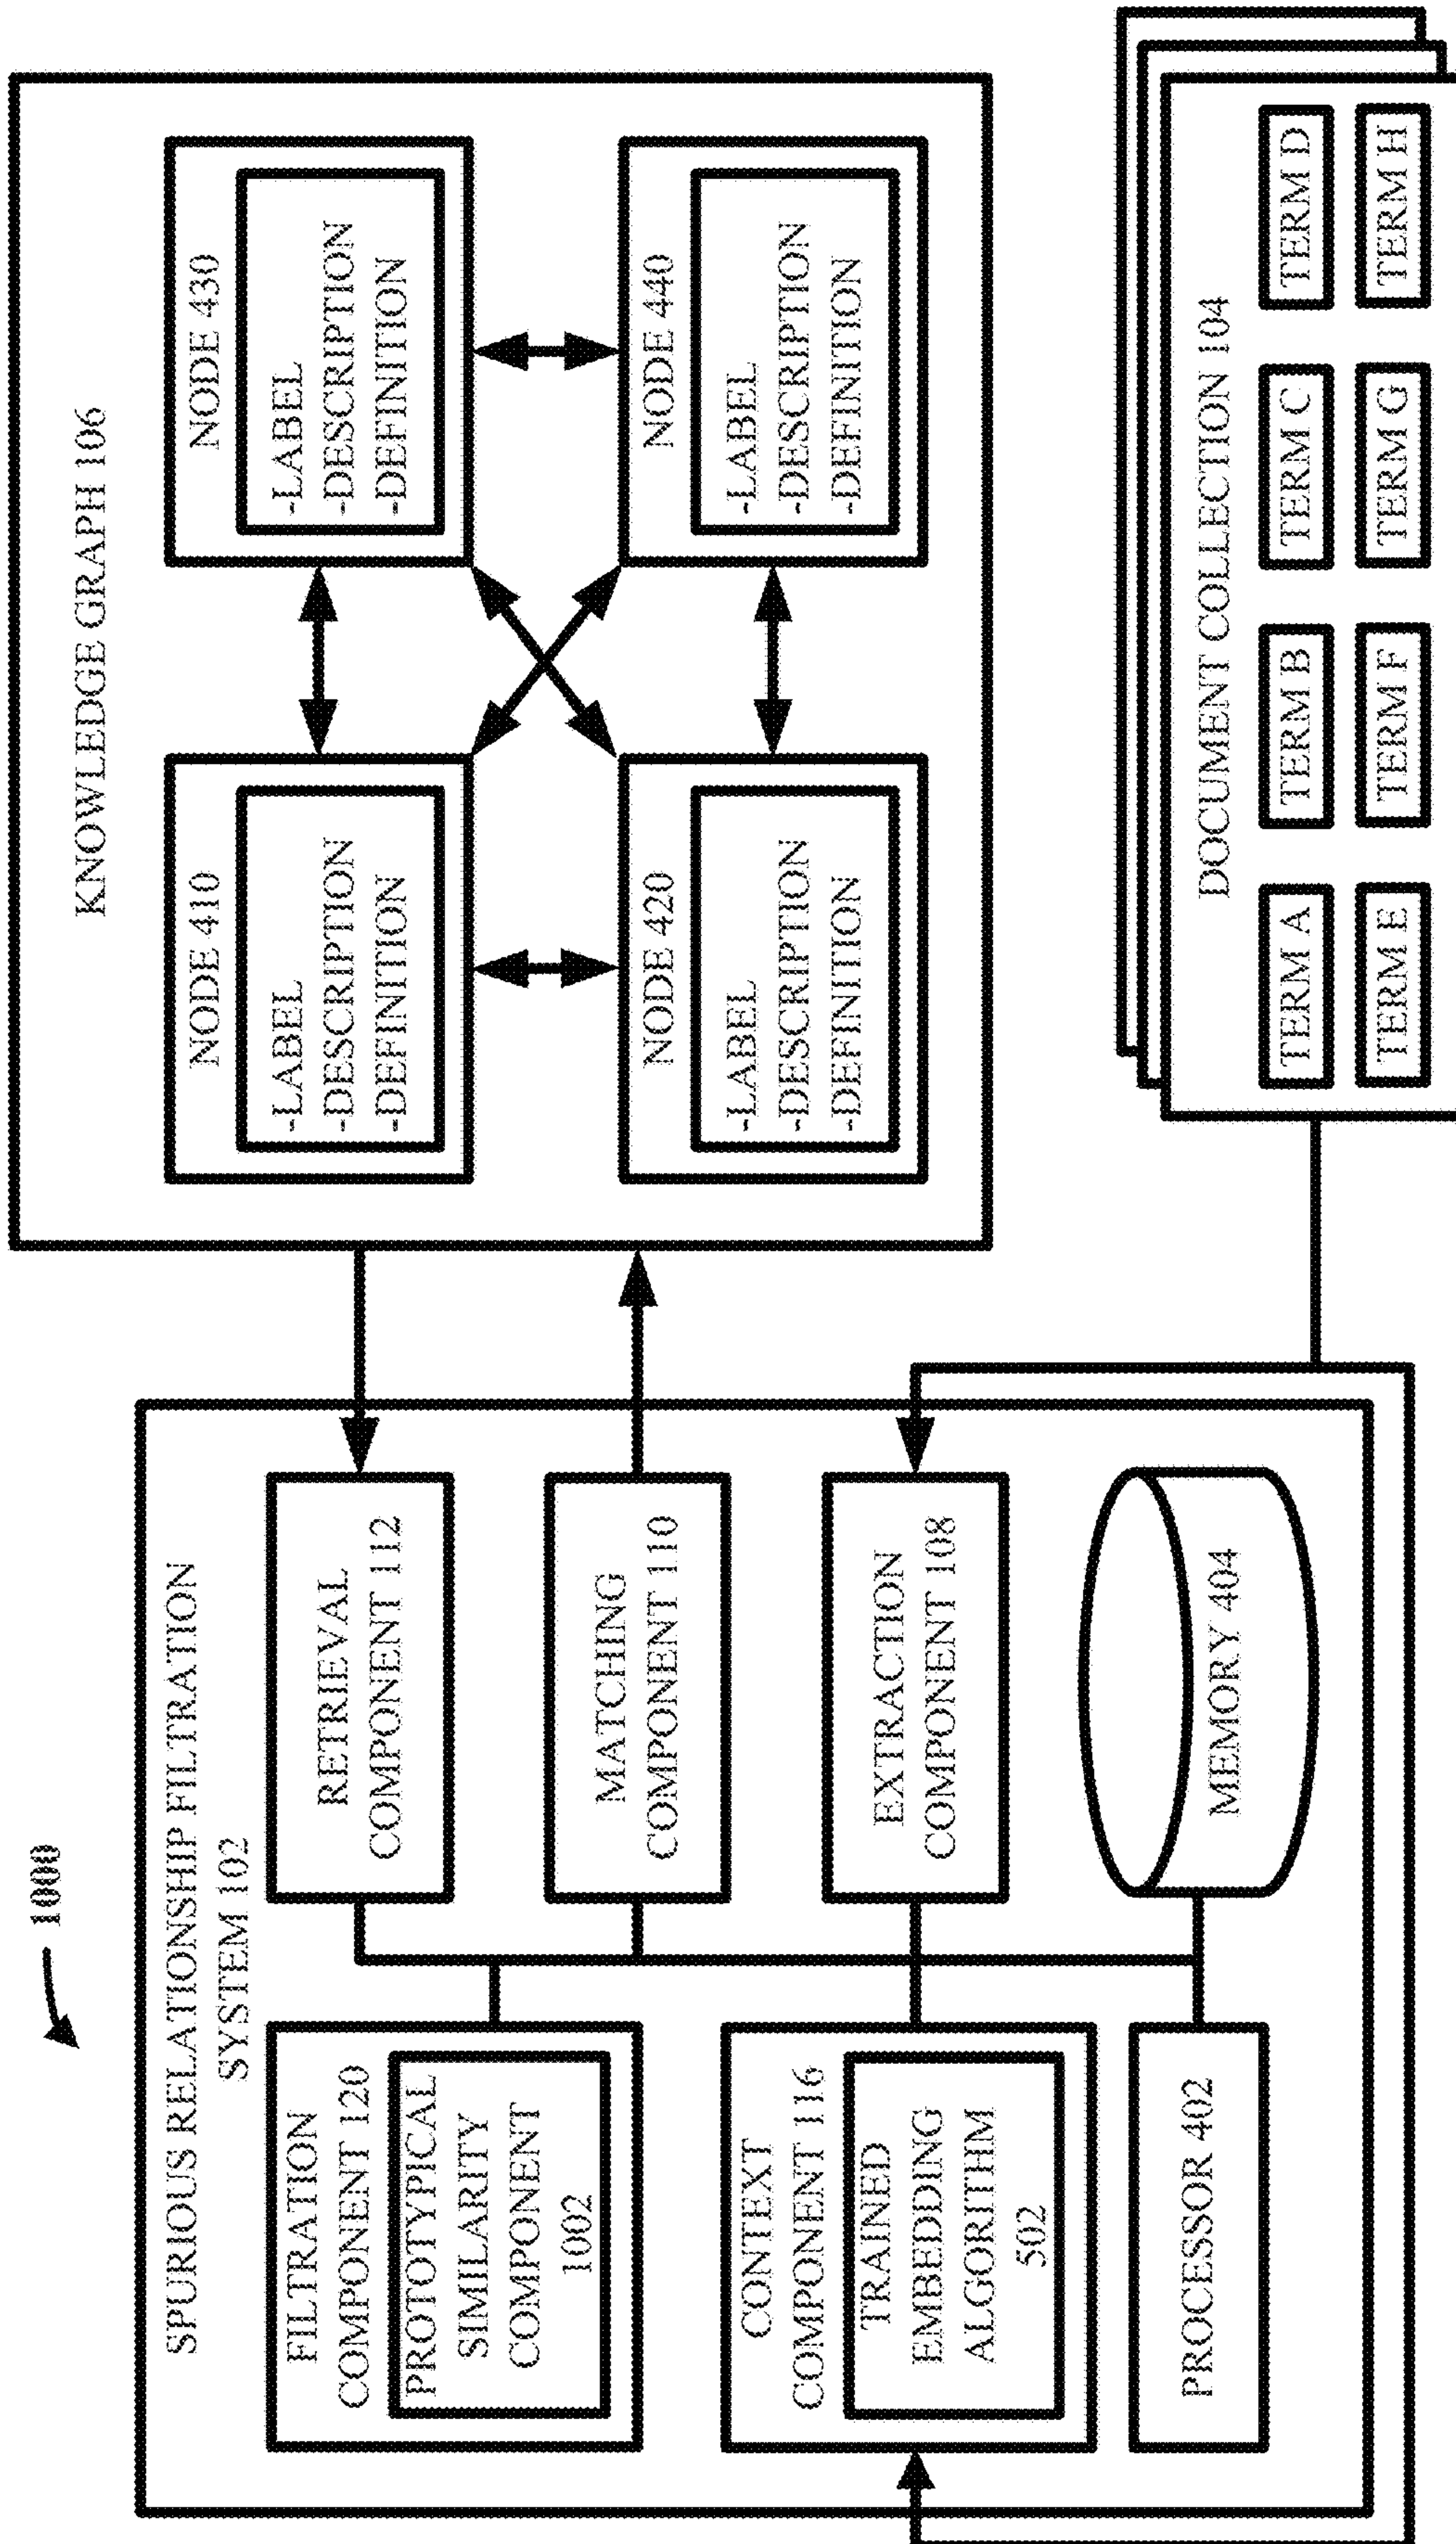 1000
SPURIOUS RELATIONSHIP FILTRATION
SYSTEM 102
FILTRATION
COMPONENT 120
PROTOTYPICAL
SIMILARITY
COMPONENT
1002
CONTEXT
COMPONENT 116
TRAINED
EMBEDDING
ALGORITHM
502
PROCESSOR 402
RETRIEVAL
COMPONENT 112
MATCHING
COMPONENT 110
EXTRACTION
COMPONENT 108
MEMORY 404
KNOWLEDGE GRAPH 106
NODE 410
-LABEL
-DESCRIPTION
-DEFINITION
NODE 430
-LABEL
-DESCRIPTION
-DEFINITION
NODE 420
-LABEL
-DESCRIPTION
-DEFINITION
NODE 440
-LABEL
-DESCRIPTION
-DEFINITION
DOCUMENT COLLECTION 104
TERM A
TERM B
TERM C
TERM D
TERM E
TERM F
TERM G
TERM H